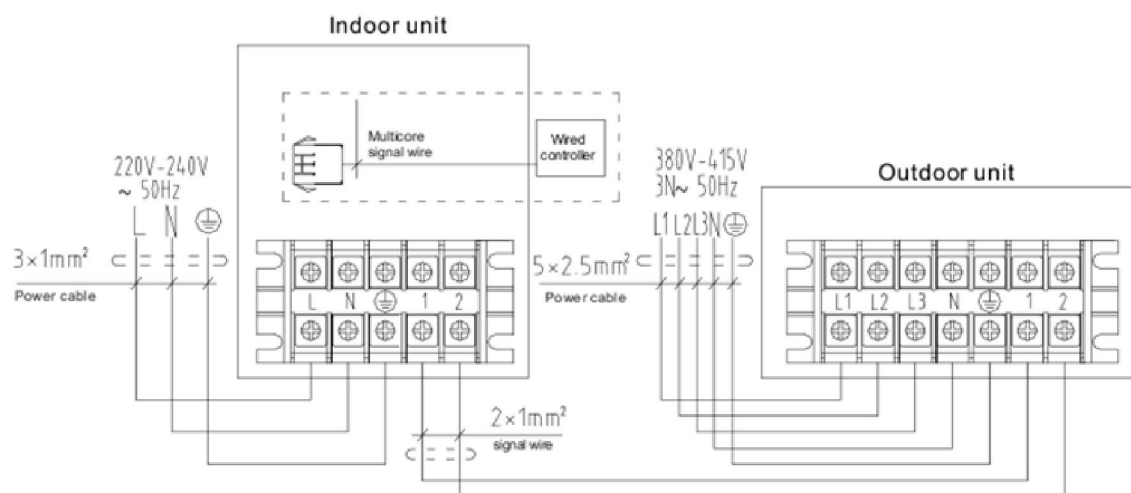 Indoor unit
Multicore
signal wire
Wired
controller
220V-240V
~ 50Hz
L N
3×1mm²
Power cable
L N 1 2
2×1mm²
signal wire
380V-415V
3N~ 50Hz
L1 L2 L3 N
5×2.5mm²
Power cable
Outdoor unit
L1 L2 L3 N 1 2